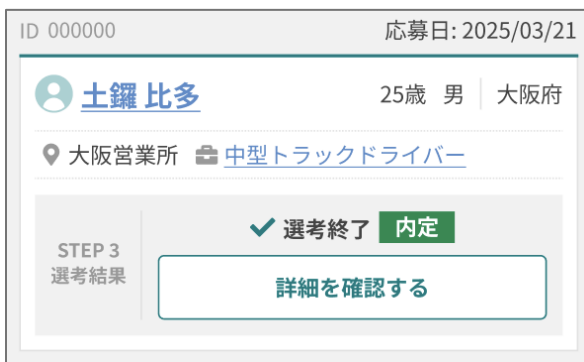 ID 000000 応募日: 2025/03/21
土鑼 比多 25歳 男 大阪府
大阪営業所 中型トラックドライバー
STEP 3
選考結果
選考終了 内定
詳細を確認する